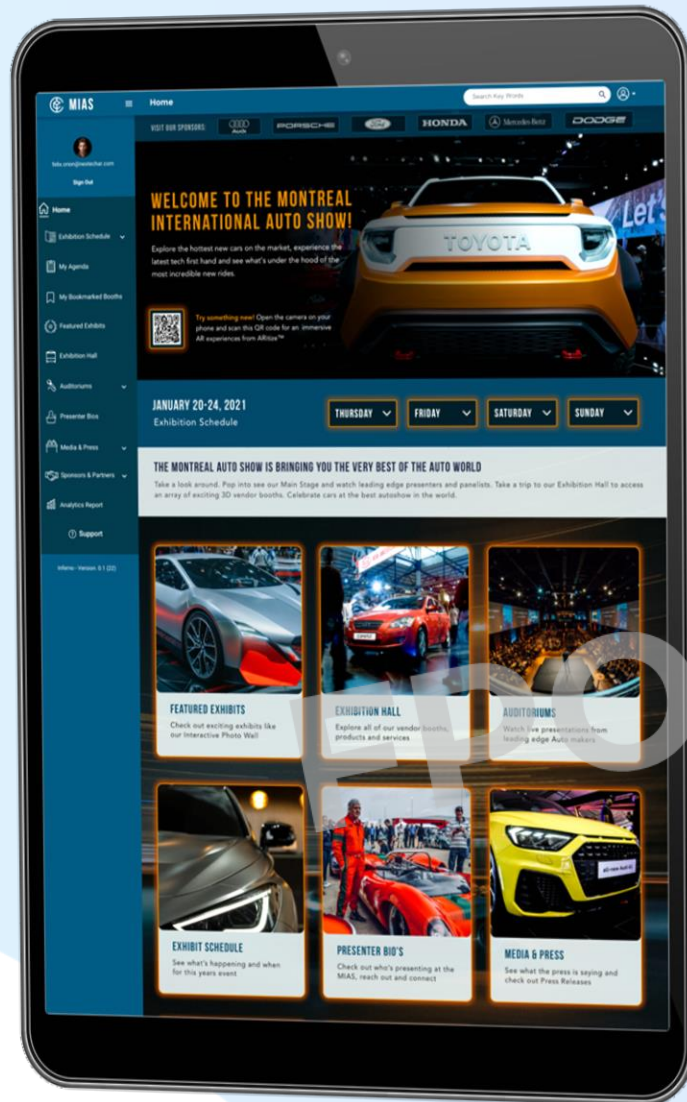 MIAS
Home
Search Key Words
VISIT OUR SPONSORS:
Audi
PORSCHE
Ford
HONDA
Mercedes-Benz
DODGE
Sign Out
Home
Exhibition Schedule
My Agenda
My Bookmarked Booths
Featured Exhibits
Exhibition Hall
Auditoriums
Presenter Bios
Media & Press
Sponsors & Partners
Analytics Report
Support
WELCOME TO THE MONTREAL
INTERNATIONAL AUTO SHOW!
Explore the hottest new cars on the market, experience the
latest tech first hand and see what's under the hood of the
most incredible new rides.
Try something new! Open the camera on your
phone and scan this QR code for an immersive
AR experiences from ARitize™
TOYOTA
Let's
JANUARY 20-24, 2021
Exhibition Schedule
THURSDAY
FRIDAY
SATURDAY
SUNDAY
THE MONTREAL AUTO SHOW IS BRINGING YOU THE VERY BEST OF THE AUTO WORLD
Take a look around. Pop into see our Main Stage and watch leading edge presenters and panelists. Take a trip to our Exhibition Hall to access
an array of exciting 3D vendor booths. Celebrate cars at the best autoshow in the world.
FEATURED EXHIBITS
Check out exciting exhibits like
our Interactive Photo Wall
EXHIBITION HALL
Explore all of our vendor booths,
products and services
AUDITORIUMS
Watch live presentations from
leading edge Auto makers
EXHIBIT SCHEDULE
See what's happening and when
for this years event
PRESENTER BIO'S
Check out who's presenting at the
MIAS, reach out and connect
MEDIA & PRESS
See what the press is saying and
check out Press Releases
Fpo